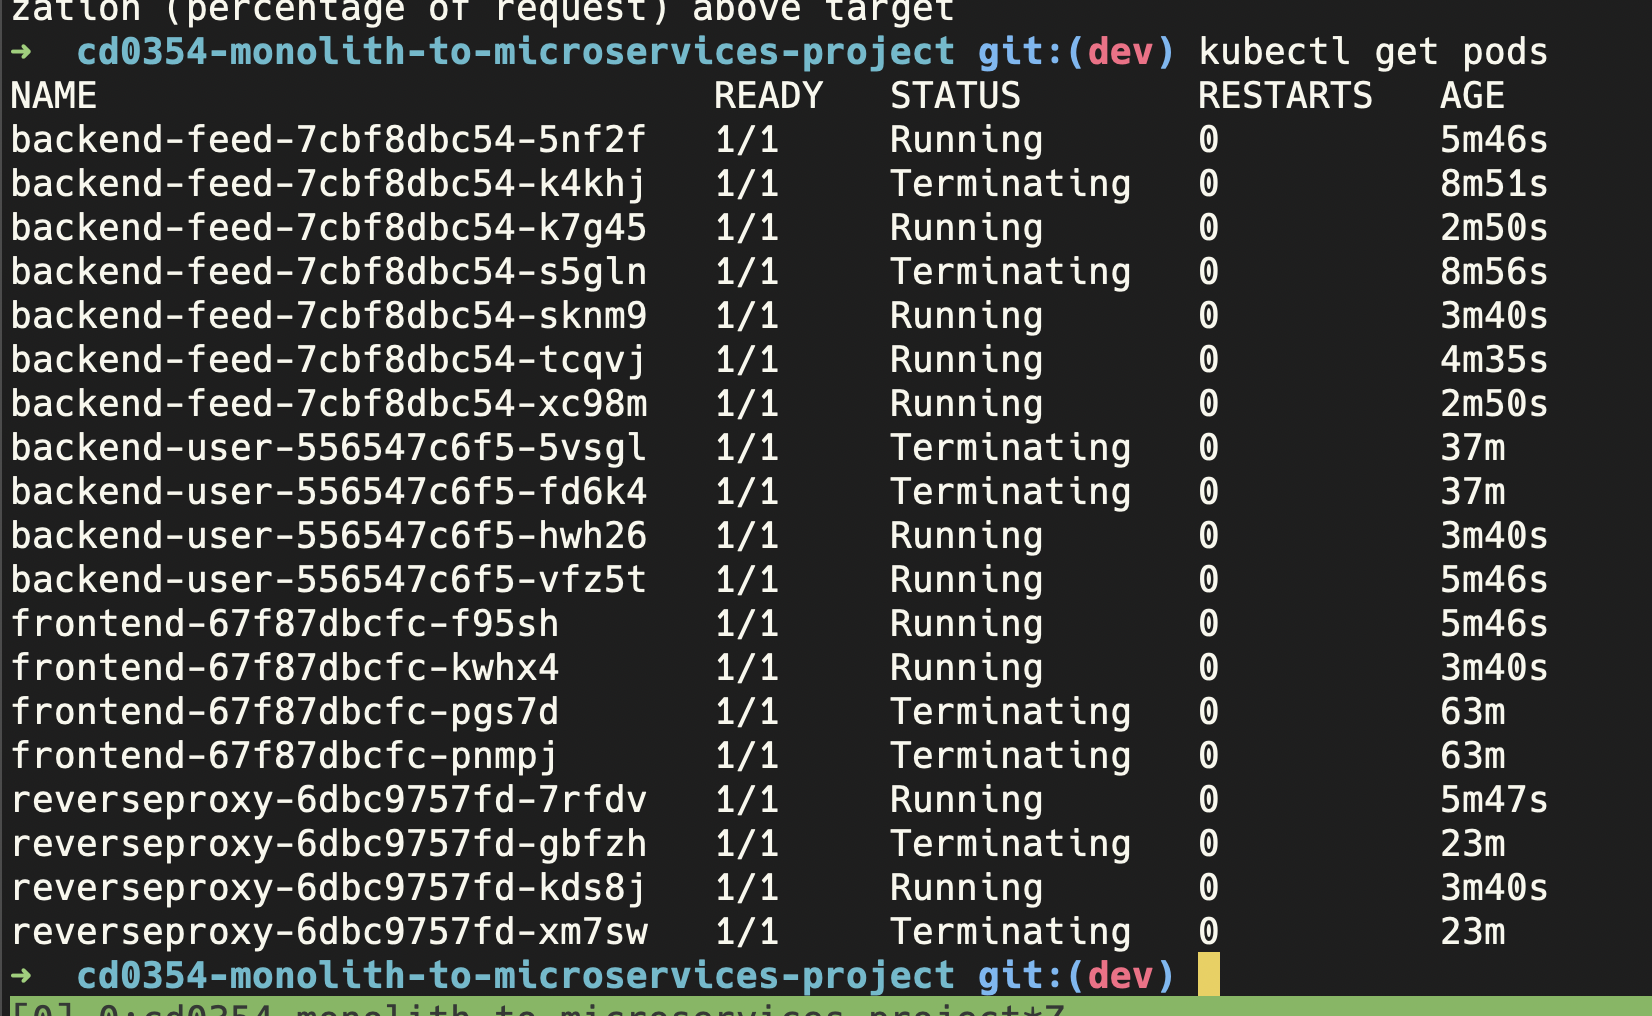 zation (percentage of request) above target
➜  cd0354-monolith-to-microservices-project git:(dev) kubectl get pods
NAME                            READY   STATUS        RESTARTS   AGE
backend-feed-7cbf8dbc54-5nf2f   1/1     Running       0          5m46s
backend-feed-7cbf8dbc54-k4khj   1/1     Terminating   0          8m51s
backend-feed-7cbf8dbc54-k7g45   1/1     Running       0          2m50s
backend-feed-7cbf8dbc54-s5gln   1/1     Terminating   0          8m56s
backend-feed-7cbf8dbc54-sknm9   1/1     Running       0          3m40s
backend-feed-7cbf8dbc54-tcqvj   1/1     Running       0          4m35s
backend-feed-7cbf8dbc54-xc98m   1/1     Running       0          2m50s
backend-user-556547c6f5-5vsgl   1/1     Terminating   0          37m
backend-user-556547c6f5-fd6k4   1/1     Terminating   0          37m
backend-user-556547c6f5-hwh26   1/1     Running       0          3m40s
backend-user-556547c6f5-vfz5t   1/1     Running       0          5m46s
frontend-67f87dbcfc-f95sh       1/1     Running       0          5m46s
frontend-67f87dbcfc-kwhx4       1/1     Running       0          3m40s
frontend-67f87dbcfc-pgs7d       1/1     Terminating   0          63m
frontend-67f87dbcfc-pnmpj       1/1     Terminating   0          63m
reverseproxy-6dbc9757fd-7rfdv   1/1     Running       0          5m47s
reverseproxy-6dbc9757fd-gbfzh   1/1     Terminating   0          23m
reverseproxy-6dbc9757fd-kds8j   1/1     Running       0          3m40s
reverseproxy-6dbc9757fd-xm7sw   1/1     Terminating   0          23m
➜  cd0354-monolith-to-microservices-project git:(dev)
[0] 0:cd0354-monolith-to-microservices-project*Z